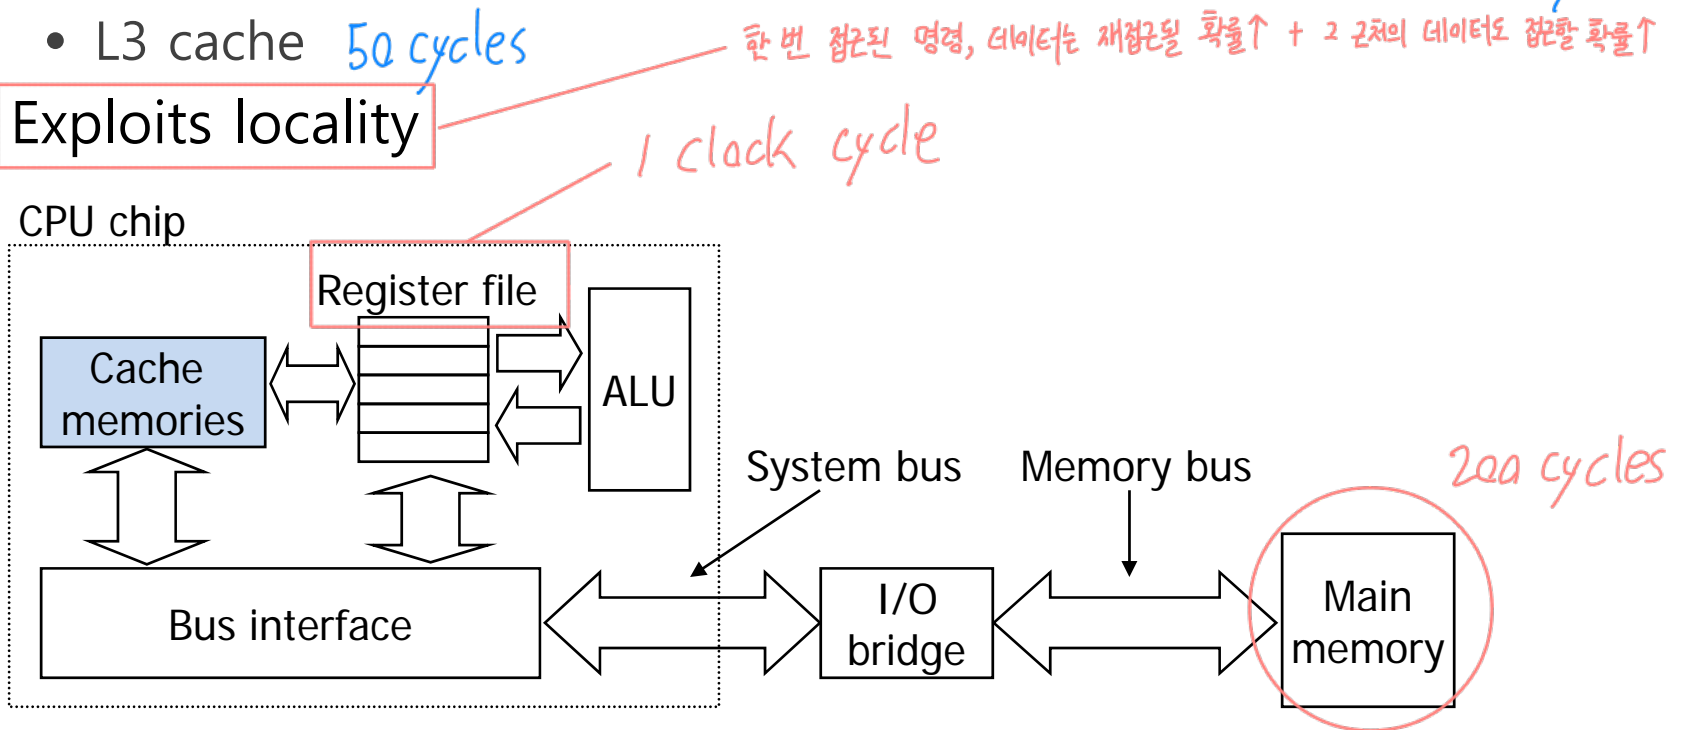 • L3 cache 50 cycles
한 번 접근된 명령, 데이터는 재접근될 확률↑ + 그 근처의 데이터도 접근할 확률↑
Exploits locality
1 clock cycle
CPU chip
Register file
Cache
memories
ALU
System bus
Memory bus
200 cycles
Bus interface
I/O
bridge
Main
memory